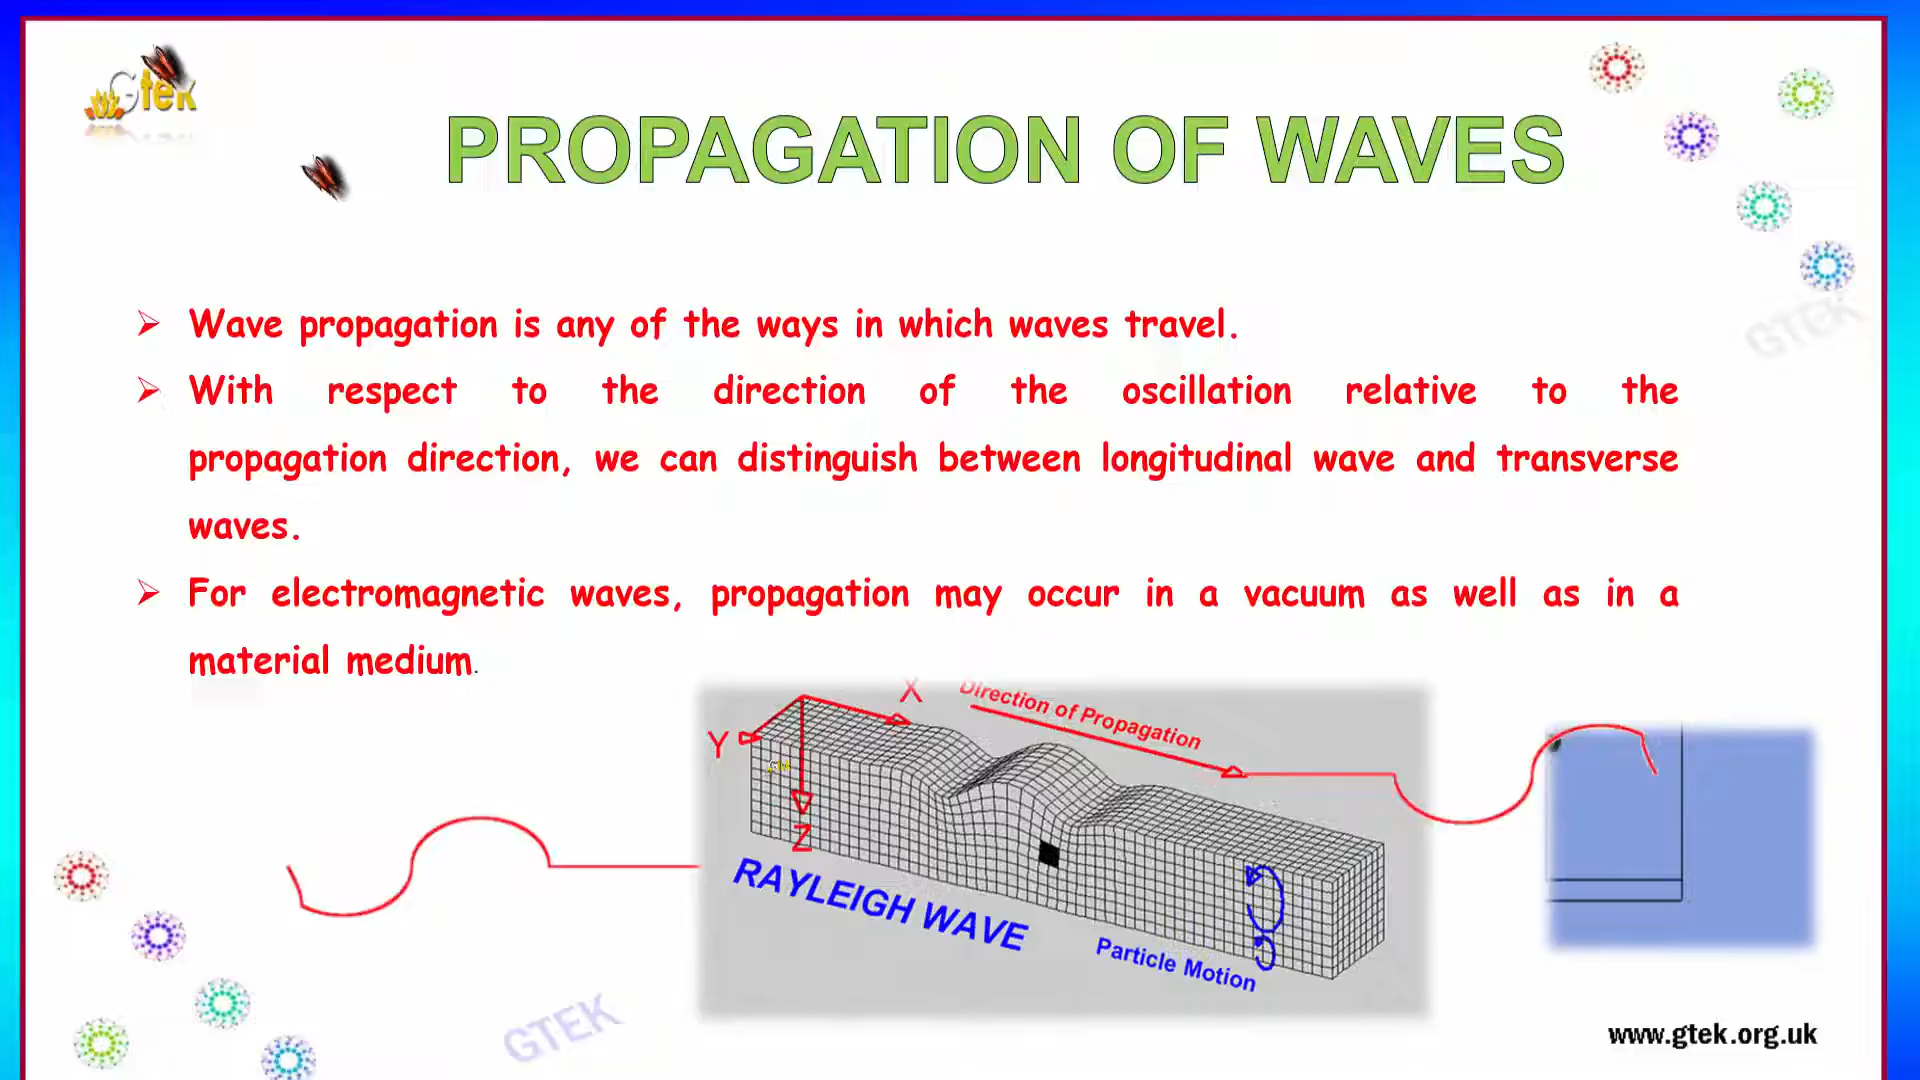 Gtek
PROPAGATION OF WAVES
GTEK
Wave propagation is any of the ways in which waves travel.
With respect to the direction of the oscillation relative to the
propagation direction, we can distinguish between longitudinal wave and transverse
waves.
For electromagnetic waves, propagation may occur in a vacuum as well as in a
material medium.
X
Direction of Propagation
Y
Z
RAYLEIGH WAVE
Particle Motion
GTEK
www.gtek.org.uk